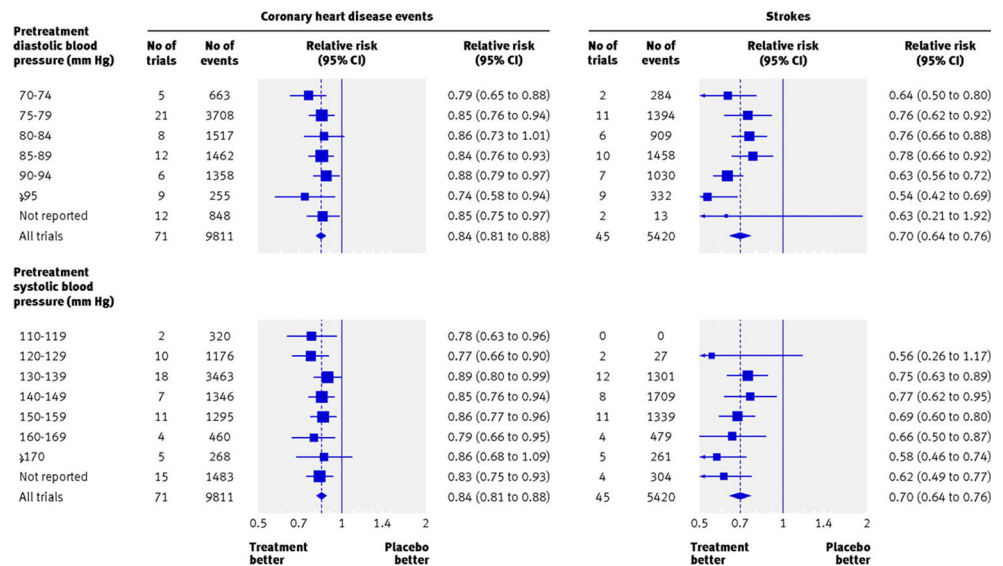 Coronary heart disease events Strokes
Pretreatment diastolic blood pressure (mm Hg) No of trials No of events Relative risk (95% CI) Relative risk (95% CI) No of trials No of events Relative risk (95% CI) Relative risk (95% CI)
70-74 5 663 0.79 (0.65 to 0.88) 2 284 0.64 (0.50 to 0.80)
75-79 21 3708 0.85 (0.76 to 0.94) 11 1394 0.76 (0.62 to 0.92)
80-84 8 1517 0.86 (0.73 to 1.01) 6 909 0.76 (0.66 to 0.88)
85-89 12 1462 0.84 (0.76 to 0.93) 10 1458 0.78 (0.66 to 0.92)
90-94 6 1358 0.88 (0.79 to 0.97) 7 1030 0.63 (0.56 to 0.72)
95 9 255 0.74 (0.58 to 0.94) 9 332 0.54 (0.42 to 0.69)
Not reported 12 848 0.85 (0.75 to 0.97) 2 13 0.63 (0.21 to 1.92)
All trials 71 9811 0.84 (0.81 to 0.88) 45 5420 0.70 (0.64 to 0.76)
Pretreatment systolic blood pressure (mm Hg)
110-119 2 320 0.78 (0.63 to 0.96) 0 0
120-129 10 1176 0.77 (0.66 to 0.90) 2 27 0.56 (0.26 to 1.17)
130-139 18 3463 0.89 (0.80 to 0.99) 12 1301 0.75 (0.63 to 0.89)
140-149 7 1346 0.85 (0.76 to 0.94) 8 1709 0.77 (0.62 to 0.95)
150-159 11 1295 0.86 (0.77 to 0.96) 11 1339 0.69 (0.60 to 0.80)
160-169 4 460 0.79 (0.66 to 0.95) 4 479 0.66 (0.50 to 0.87)
170 5 268 0.86 (0.68 to 1.09) 5 261 0.58 (0.46 to 0.74)
Not reported 15 1483 0.83 (0.75 to 0.93) 4 304 0.62 (0.49 to 0.77)
All trials 71 9811 0.84 (0.81 to 0.88) 45 5420 0.70 (0.64 to 0.76)
0.5 0.7 1 1.4 2 0.5 0.7 1 1.4 2
Treatment better Placebo better Treatment better Placebo better